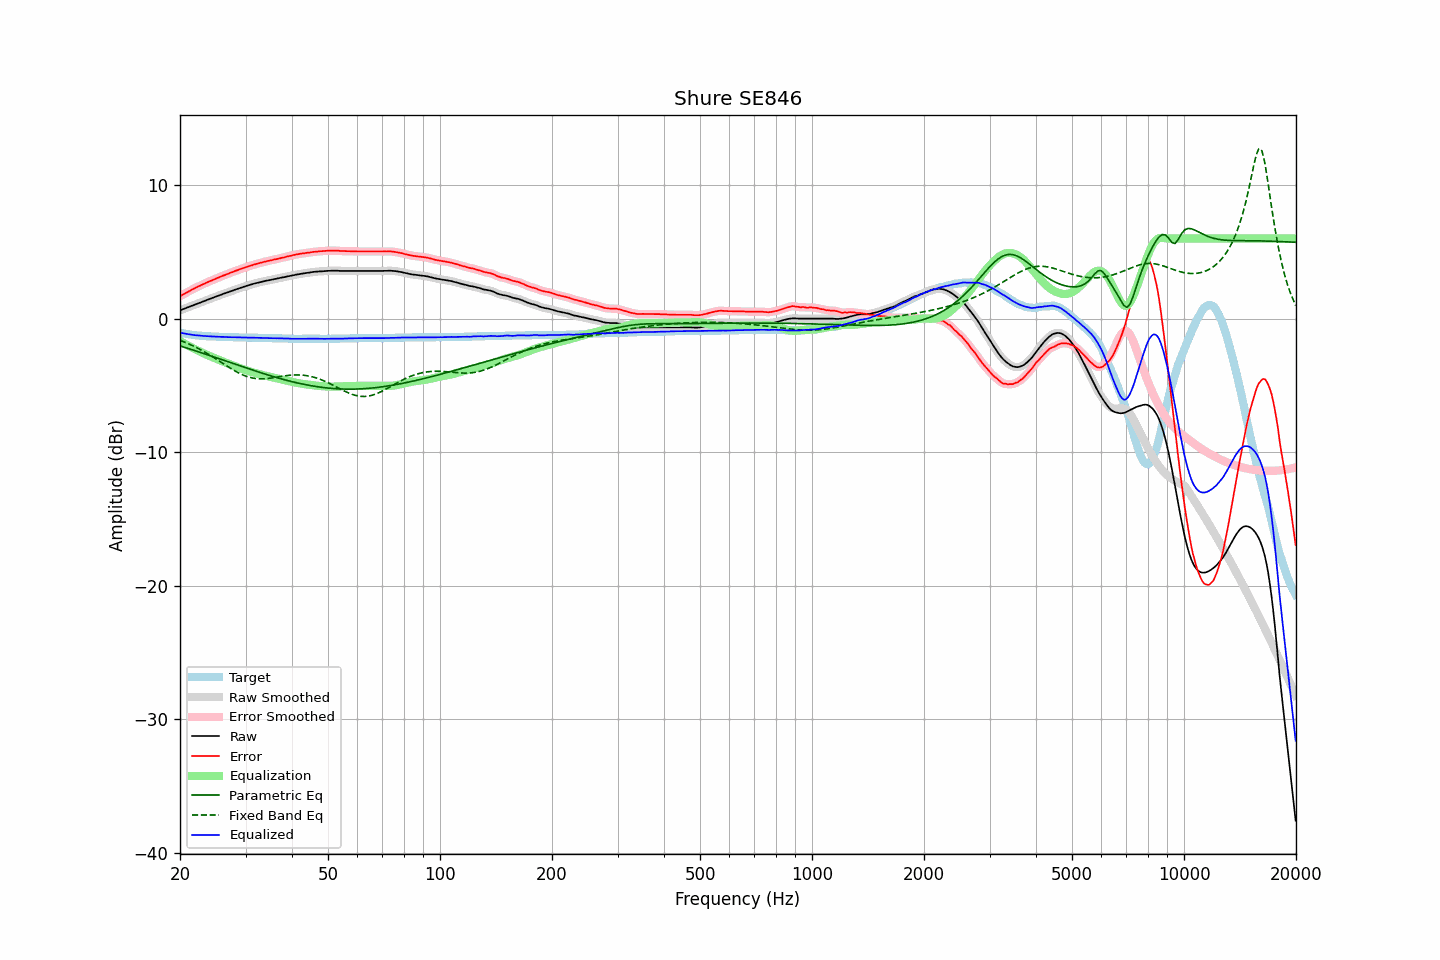 Shure SE846
Amplitude (dBr)
10
0
−10
−20
−30
−40
20
50
100
200
500
1000
2000
5000
10000
20000
Frequency (Hz)
Target
Raw Smoothed
Error Smoothed
Raw
Error
Equalization
Parametric Eq
Fixed Band Eq
Equalized